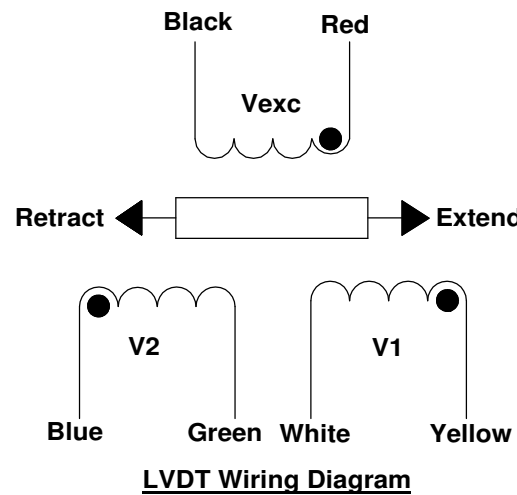 Black Red
Vexc
Retract Extend
V2 V1
Blue Green White Yellow
LVDT Wiring Diagram